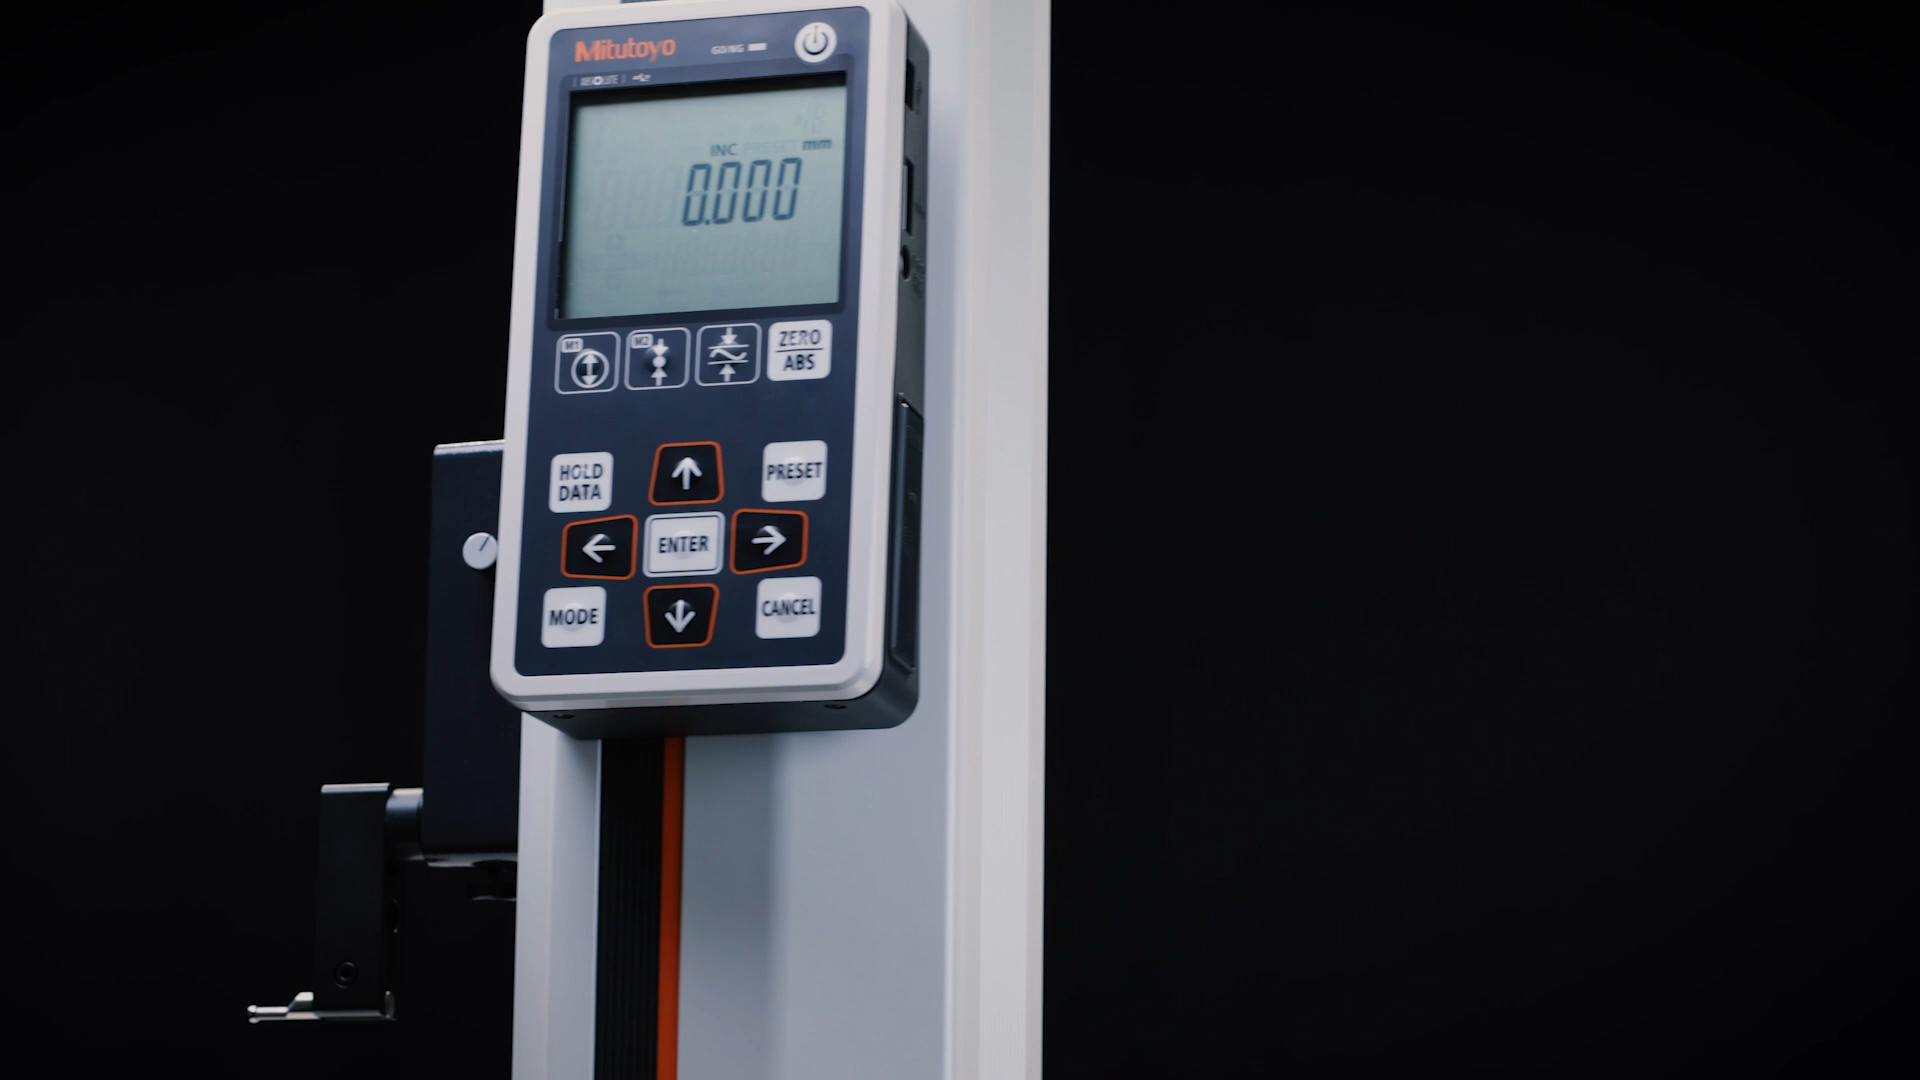 Mitutoyo
GO/NG
ABSOLUTE
INC PRESET mm
0.000
M1
M2
ZERO
ABS
HOLD
DATA
PRESET
ENTER
MODE
CANCEL